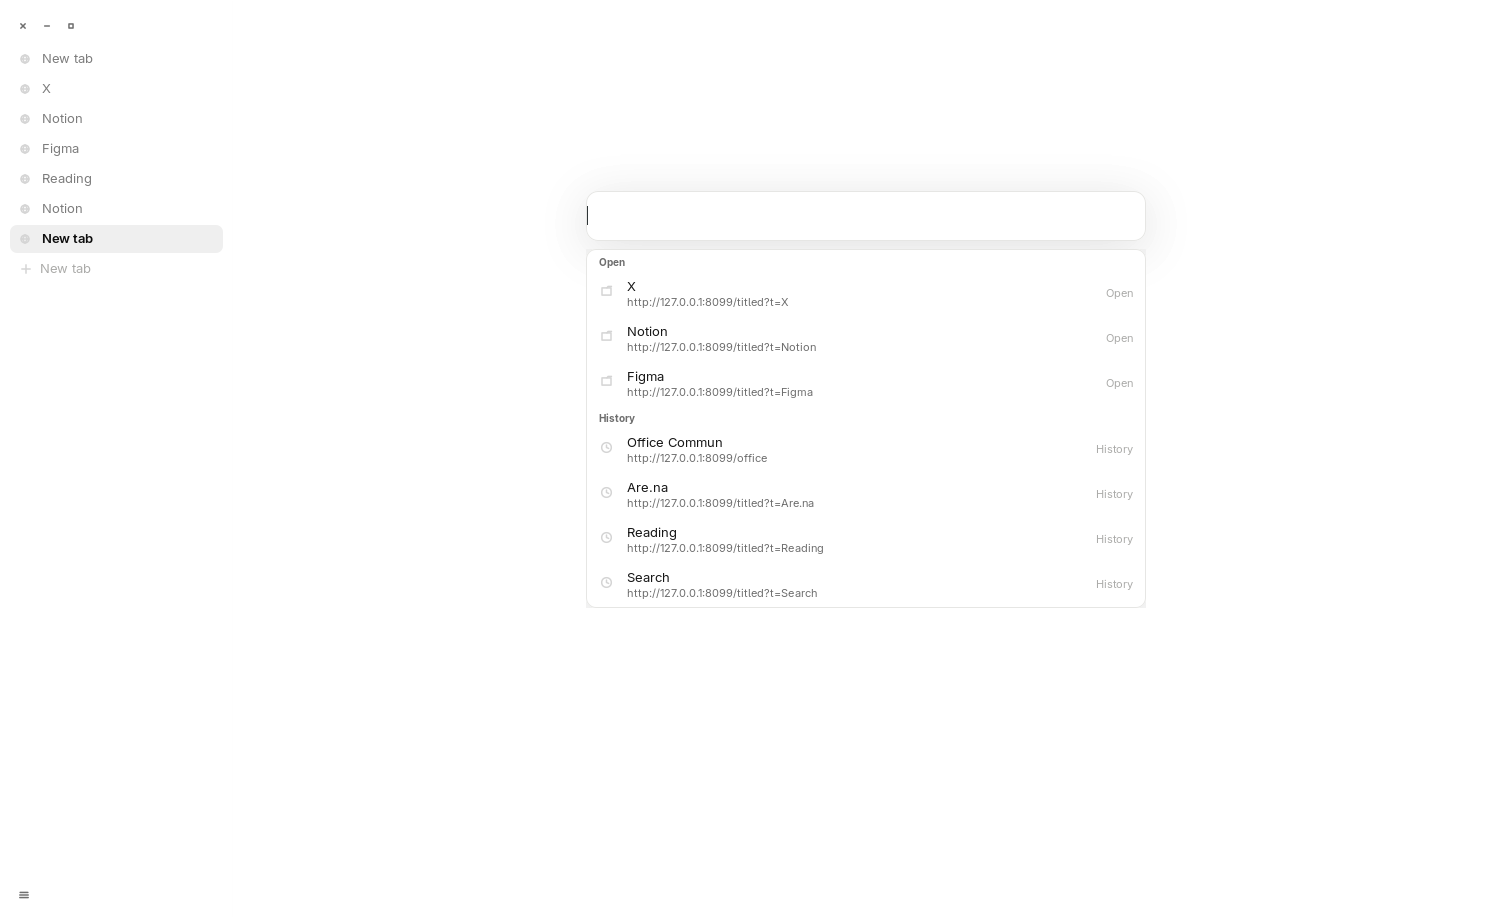 New tab
X
Notion
Figma
Reading
Notion
New tab
New tab
Open
X
http://127.0.0.1:8099/titled?t=X
Open
Notion
http://127.0.0.1:8099/titled?t=Notion
Open
Figma
http://127.0.0.1:8099/titled?t=Figma
Open
History
Office Commun
http://127.0.0.1:8099/office
History
Are.na
http://127.0.0.1:8099/titled?t=Are.na
History
Reading
http://127.0.0.1:8099/titled?t=Reading
History
Search
http://127.0.0.1:8099/titled?t=Search
History